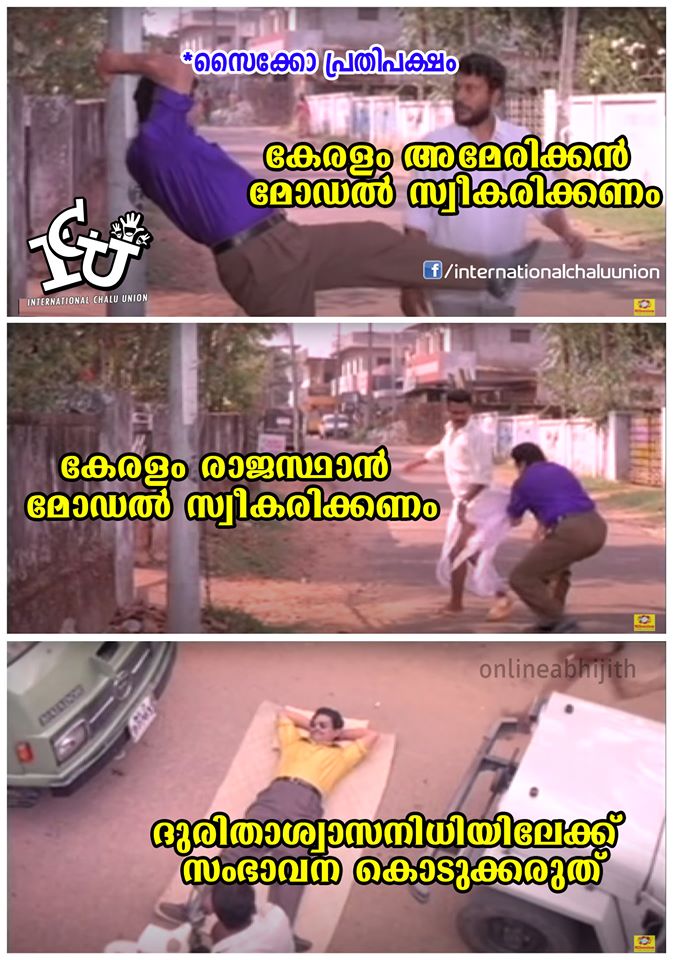 *സൈക്കോ പ്രതിപക്ഷം
കേരളം അമേരിക്കൻ
മോഡൽ സ്വീകരിക്കണം
ICU
INTERNATIONAL CHALU UNION
f/internationalchaluunion
കേരളം രാജസ്ഥാൻ
മോഡൽ സ്വീകരിക്കണം
onlineabhijith
ദുരിതാശ്വാസനിധിയിലേക്ക്
സംഭാവന കൊടുക്കരുത്